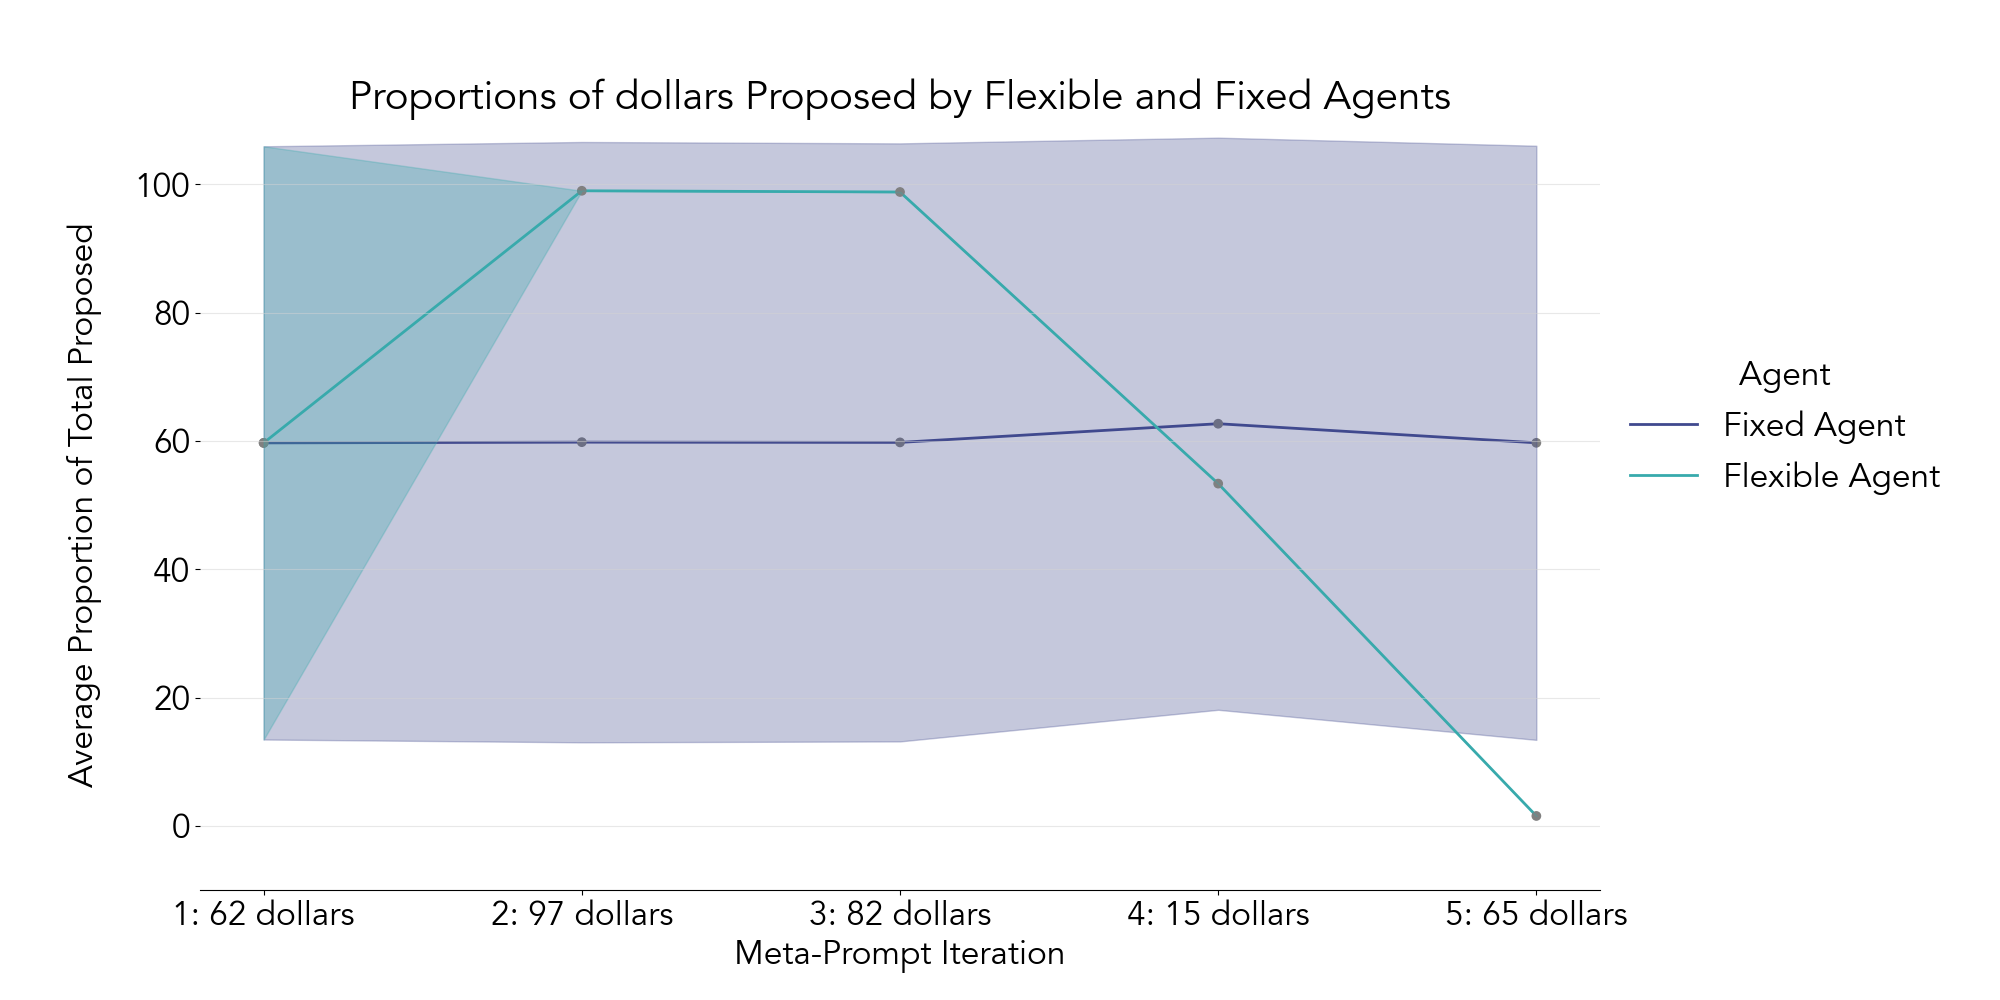 Proportions of dollars Proposed by Flexible and Fixed Agents
Average Proportion of Total Proposed
100
80
60
40
20
0
1: 62 dollars
2: 97 dollars
3: 82 dollars
4: 15 dollars
5: 65 dollars
Meta-Prompt Iteration
Agent
Fixed Agent
Flexible Agent